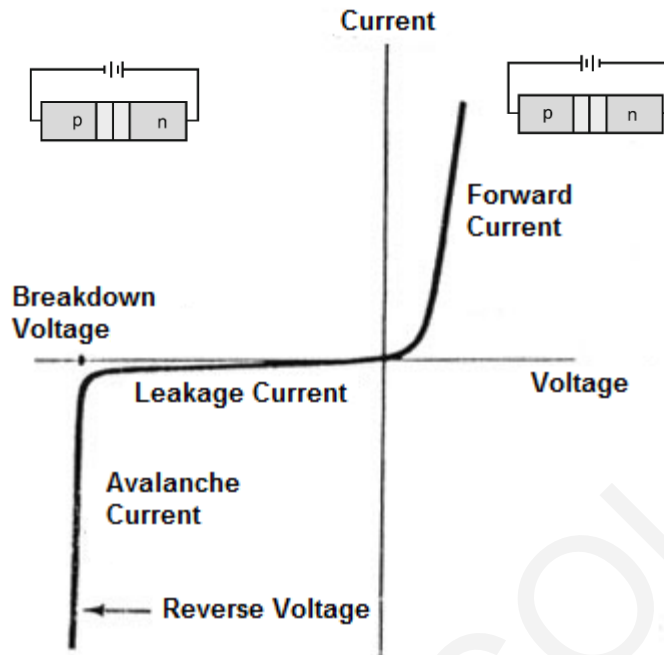 Current
p n
p n
Forward
Current
Breakdown
Voltage
Leakage Current
Voltage
Avalanche
Current
Reverse Voltage